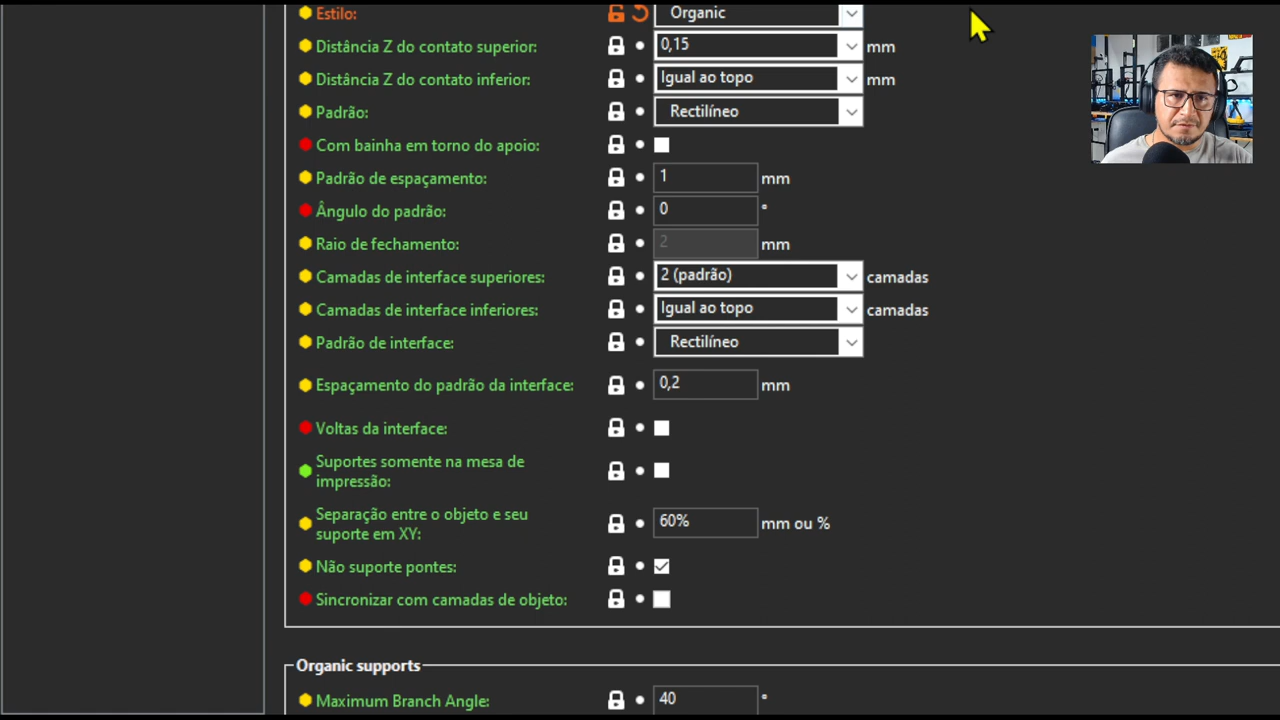 Estilo: Organic
Distância Z do contato superior: 0,15 mm
Distância Z do contato inferior: Igual ao topo mm
Padrão: Rectilíneo
Com bainha em torno do apoio:
Padrão de espaçamento: 1 mm
Ângulo do padrão: 0 °
Raio de fechamento: 2 mm
Camadas de interface superiores: 2 (padrão) camadas
Camadas de interface inferiores: Igual ao topo camadas
Padrão de interface: Rectilíneo
Espaçamento do padrão da interface: 0,2 mm
Voltas da interface:
Suportes somente na mesa de
impressão:
Separação entre o objeto e seu
suporte em XY: 60% mm ou %
Não suporte pontes:
Sincronizar com camadas de objeto:
Organic supports
Maximum Branch Angle: 40 °